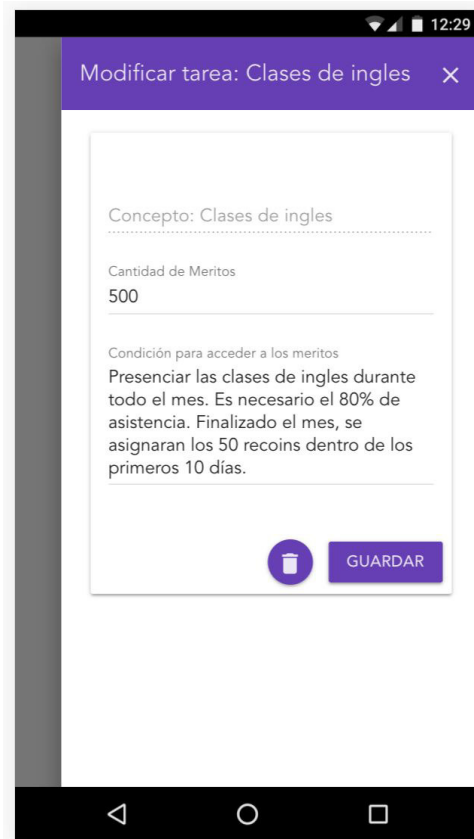 12:29
Modificar tarea: Clases de ingles
Concepto: Clases de ingles
Cantidad de Meritos
500
Condición para acceder a los meritos
Presenciar las clases de ingles durante
todo el mes. Es necesario el 80% de
asistencia. Finalizado el mes, se
asignaran los 50 recoins dentro de los
primeros 10 días.
GUARDAR